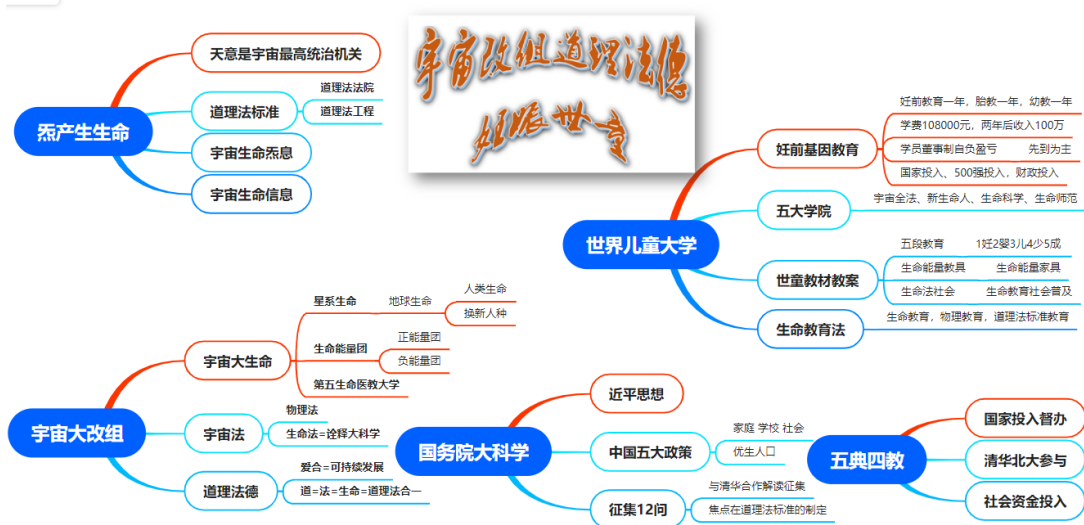 宇宙改组道理法德
妊娠世童
炁产生生命
天意是宇宙最高统治机关
道理法标准
道理法法院
道理法工程
宇宙生命炁息
宇宙生命信息
世界儿童大学
妊前基因教育
妊前教育一年，胎教一年，幼教一年
学费108000元，两年后收入100万
学员董事制自负盈亏 先到为主
国家投入、500强投入，财政投入
五大学院
宇宙全法、新生命人、生命科学、生命师范
世童教材教案
五段教育 1妊2婴3儿4少5成
生命能量教具 生命能量家具
生命法社会 生命教育社会普及
生命教育法
生命教育，物理教育，道理法标准教育
宇宙大改组
宇宙大生命
星系生命
地球生命
人类生命
换新人种
生命能量团
正能量团
负能量团
第五生命医教大学
宇宙法
物理法
生命法=诠释大科学
道理法德
爱合=可持续发展
道=法=生命=道理法合一
国务院大科学
近平思想
中国五大政策
家庭 学校 社会
优生人口
征集12问
与清华合作解读征集
焦点在道理法标准的制定
五典四教
国家投入督办
清华北大参与
社会资金投入